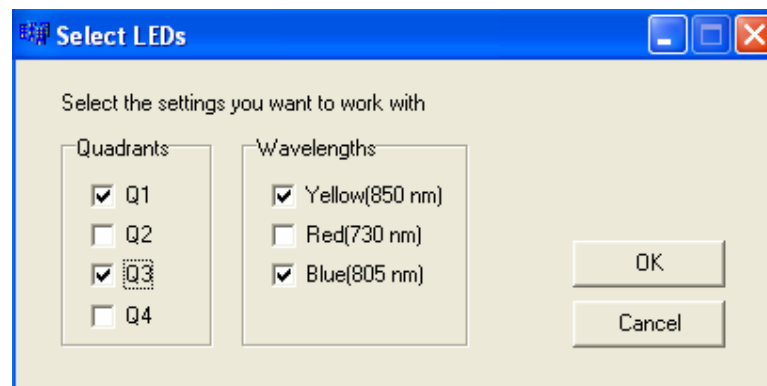 Select LEDs
Select the settings you want to work with
Quadrants
Q1
Q2
Q3
Q4
Wavelengths
Yellow(850 nm)
Red(730 nm)
Blue(805 nm)
OK
Cancel